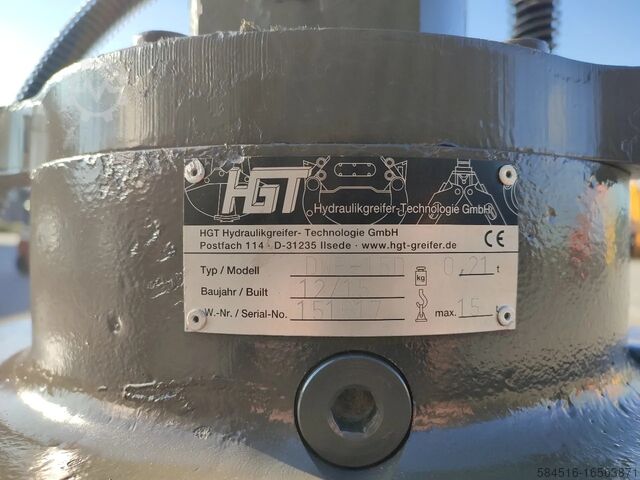 HGT
Hydraulikgreifer-Technologie GmbH
HGT Hydraulikgreifer- Technologie GmbH
Postfach 114 · D-31235 Ilsede · www.hgt-greifer.de
CE
Typ / Modell kg 0,21 t
Baujahr / Built 12/15
W.-Nr. / Serial-No. max. 15 t
584516-16503871